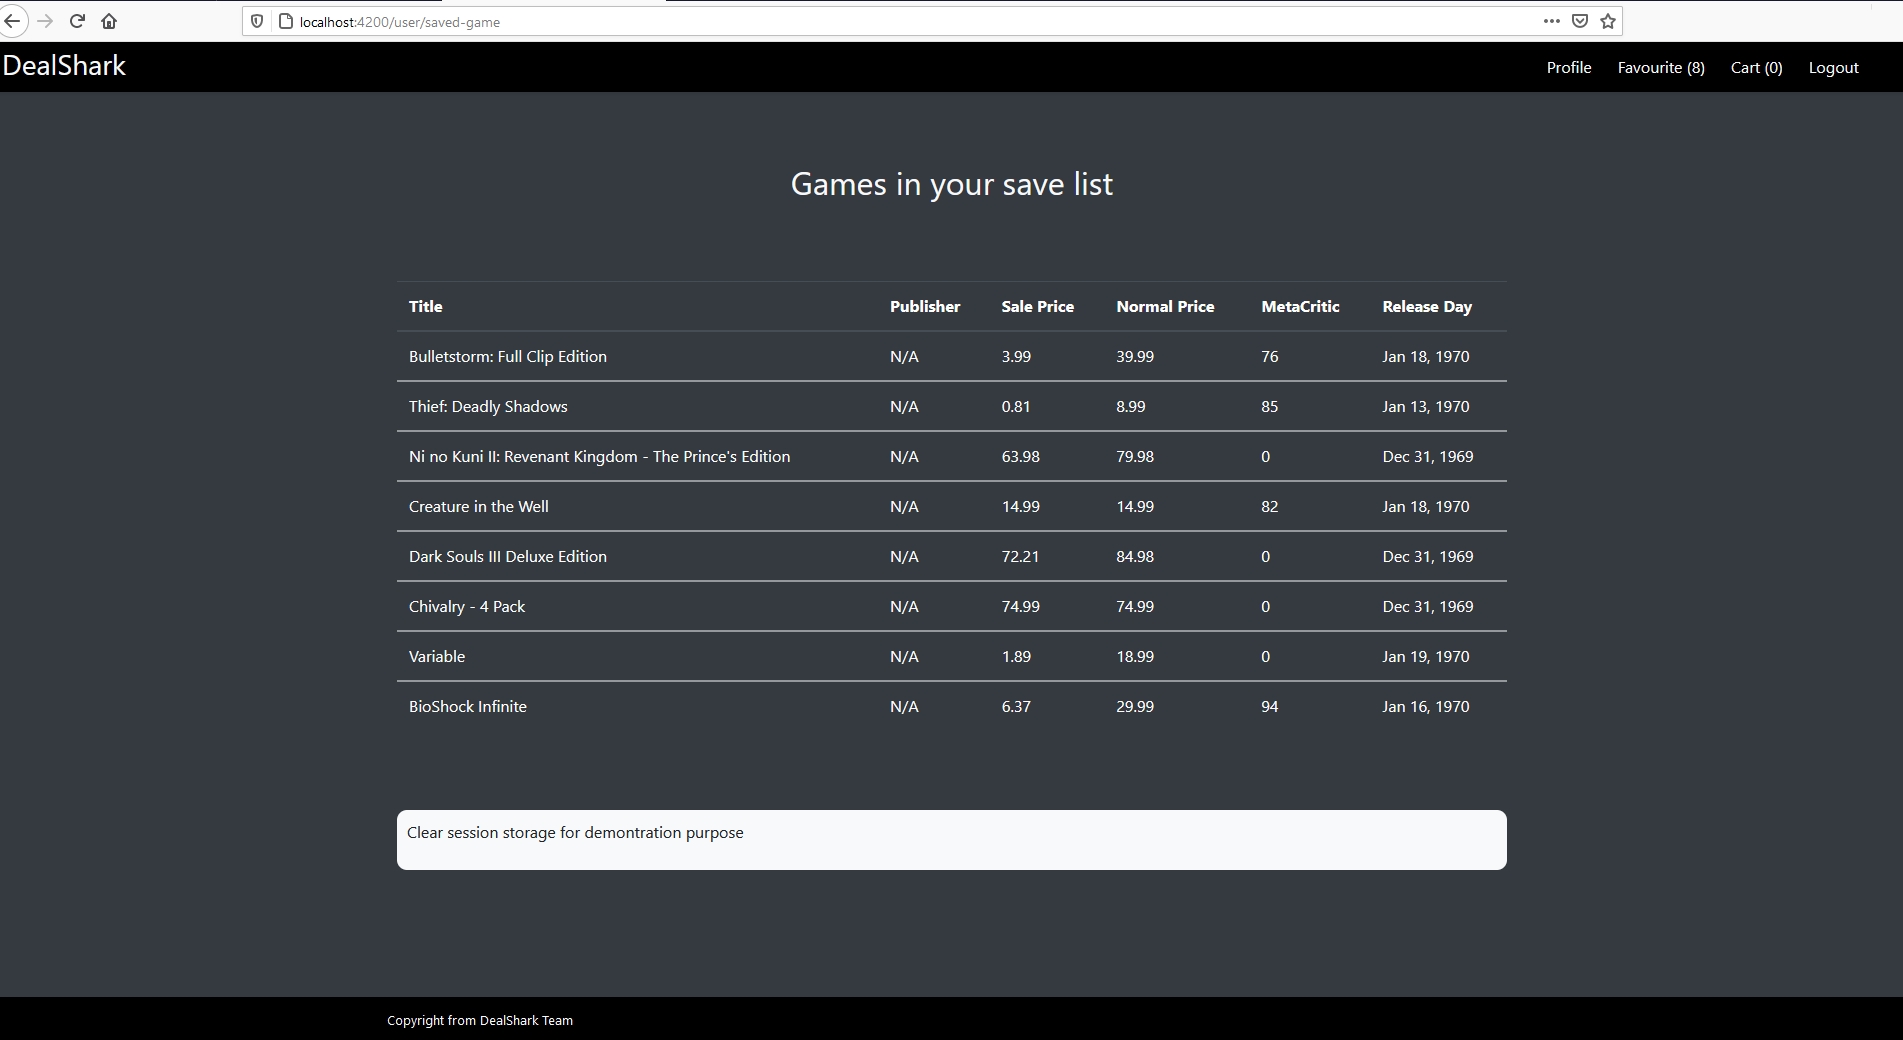 localhost:4200/user/saved-game
DealShark
Profile Favourite (8) Cart (0) Logout
Games in your save list
Title Publisher Sale Price Normal Price MetaCritic Release Day
Bulletstorm: Full Clip Edition N/A 3.99 39.99 76 Jan 18, 1970
Thief: Deadly Shadows N/A 0.81 8.99 85 Jan 13, 1970
Ni no Kuni II: Revenant Kingdom - The Prince's Edition N/A 63.98 79.98 0 Dec 31, 1969
Creature in the Well N/A 14.99 14.99 82 Jan 18, 1970
Dark Souls III Deluxe Edition N/A 72.21 84.98 0 Dec 31, 1969
Chivalry - 4 Pack N/A 74.99 74.99 0 Dec 31, 1969
Variable N/A 1.89 18.99 0 Jan 19, 1970
BioShock Infinite N/A 6.37 29.99 94 Jan 16, 1970
Clear session storage for demontration purpose
Copyright from DealShark Team